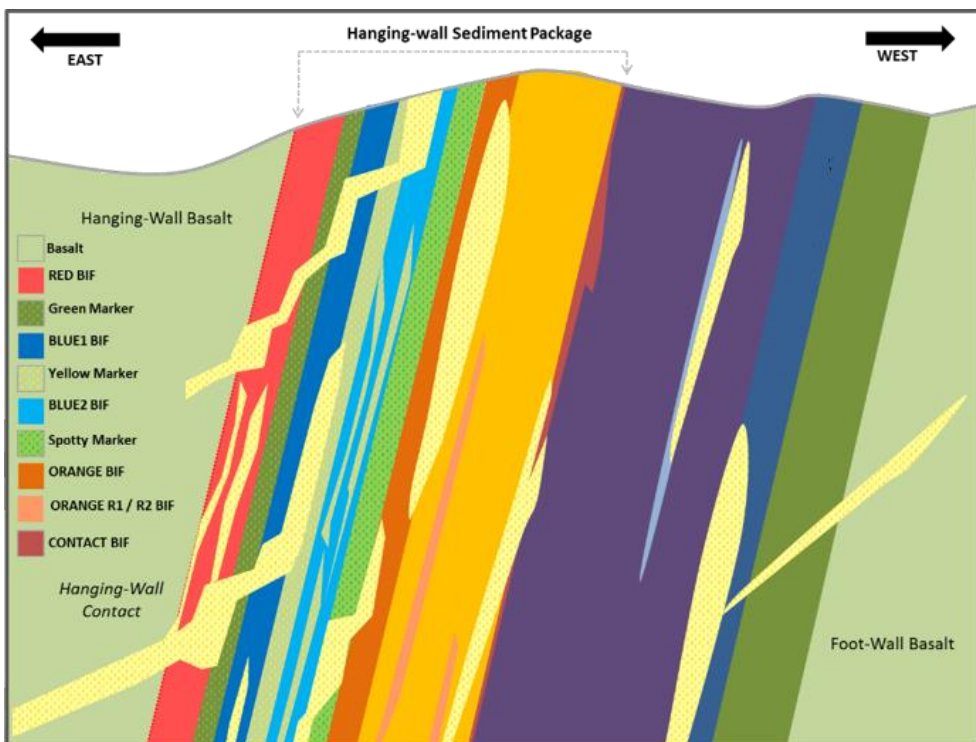 Hanging-wall Sediment Package
EAST
WEST
Hanging-Wall Basalt
Basalt
RED BIF
Green Marker
BLUE1 BIF
Yellow Marker
BLUE2 BIF
Spotty Marker
ORANGE BIF
ORANGE R1 / R2 BIF
CONTACT BIF
Hanging-Wall
Contact
Foot-Wall Basalt